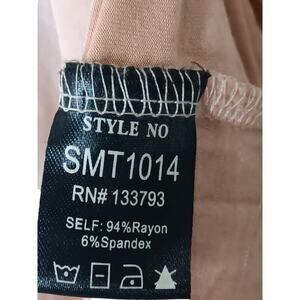 STYLE NO
SMT1014
RN# 133793
SELF: 94%Rayon
6%Spandex